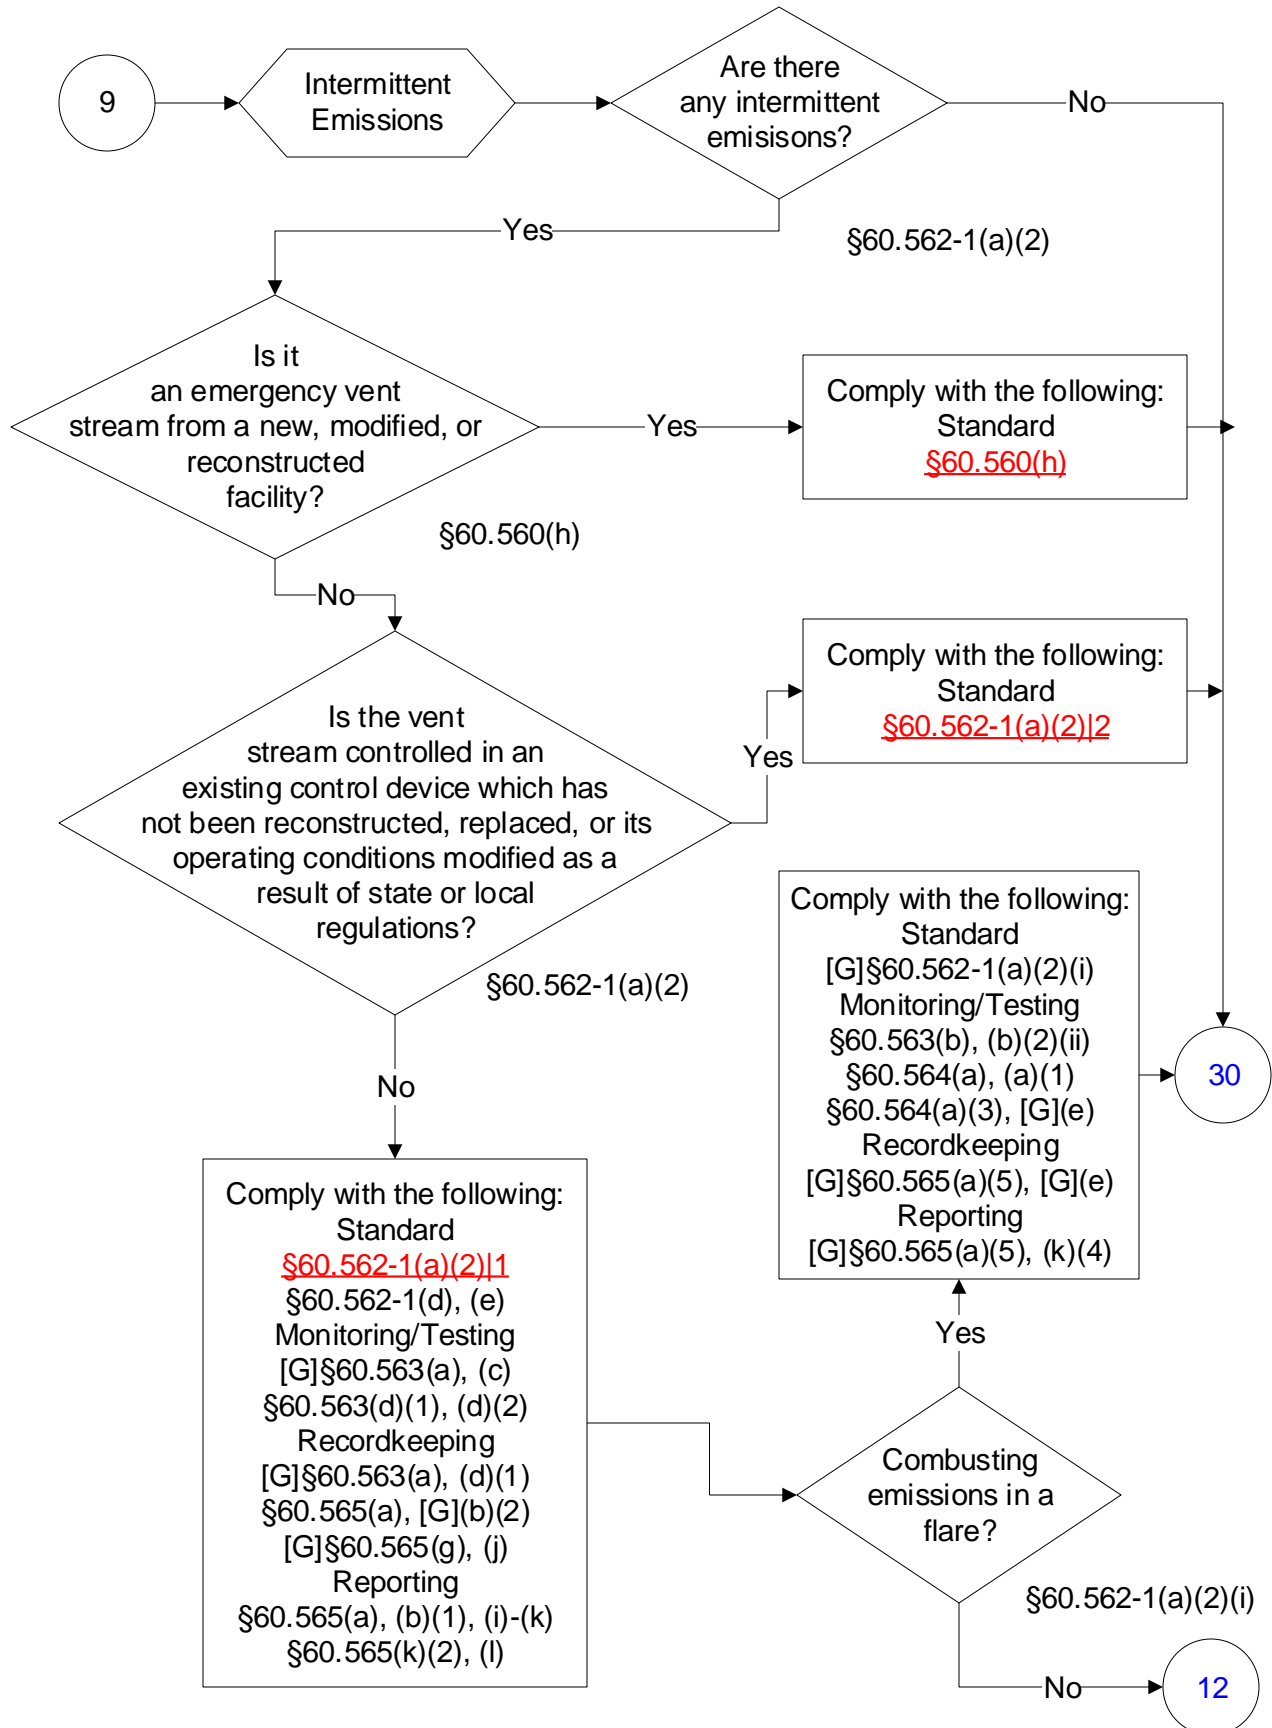 9
Intermittent
Emissions
Are there
any intermittent
emisisons?
No
Yes
§60.562-1(a)(2)
Is it
an emergency vent
stream from a new, modified, or
reconstructed
facility?
Yes
Comply with the following:
Standard
§60.560(h)
§60.560(h)
No
Is the vent
stream controlled in an
existing control device which has
not been reconstructed, replaced, or its
operating conditions modified as a
result of state or local
regulations?
Yes
Comply with the following:
Standard
§60.562-1(a)(2)|2
§60.562-1(a)(2)
No
Comply with the following:
Standard
[G]§60.562-1(a)(2)(i)
Monitoring/Testing
§60.563(b), (b)(2)(ii)
§60.564(a), (a)(1)
§60.564(a)(3), [G](e)
Recordkeeping
[G]§60.565(a)(5), [G](e)
Reporting
[G]§60.565(a)(5), (k)(4)
30
Comply with the following:
Standard
§60.562-1(a)(2)|1
§60.562-1(d), (e)
Monitoring/Testing
[G]§60.563(a), (c)
§60.563(d)(1), (d)(2)
Recordkeeping
[G]§60.563(a), (d)(1)
§60.565(a), [G](b)(2)
[G]§60.565(g), (j)
Reporting
§60.565(a), (b)(1), (i)-(k)
§60.565(k)(2), (l)
Yes
Combusting
emissions in a
flare?
§60.562-1(a)(2)(i)
No
12